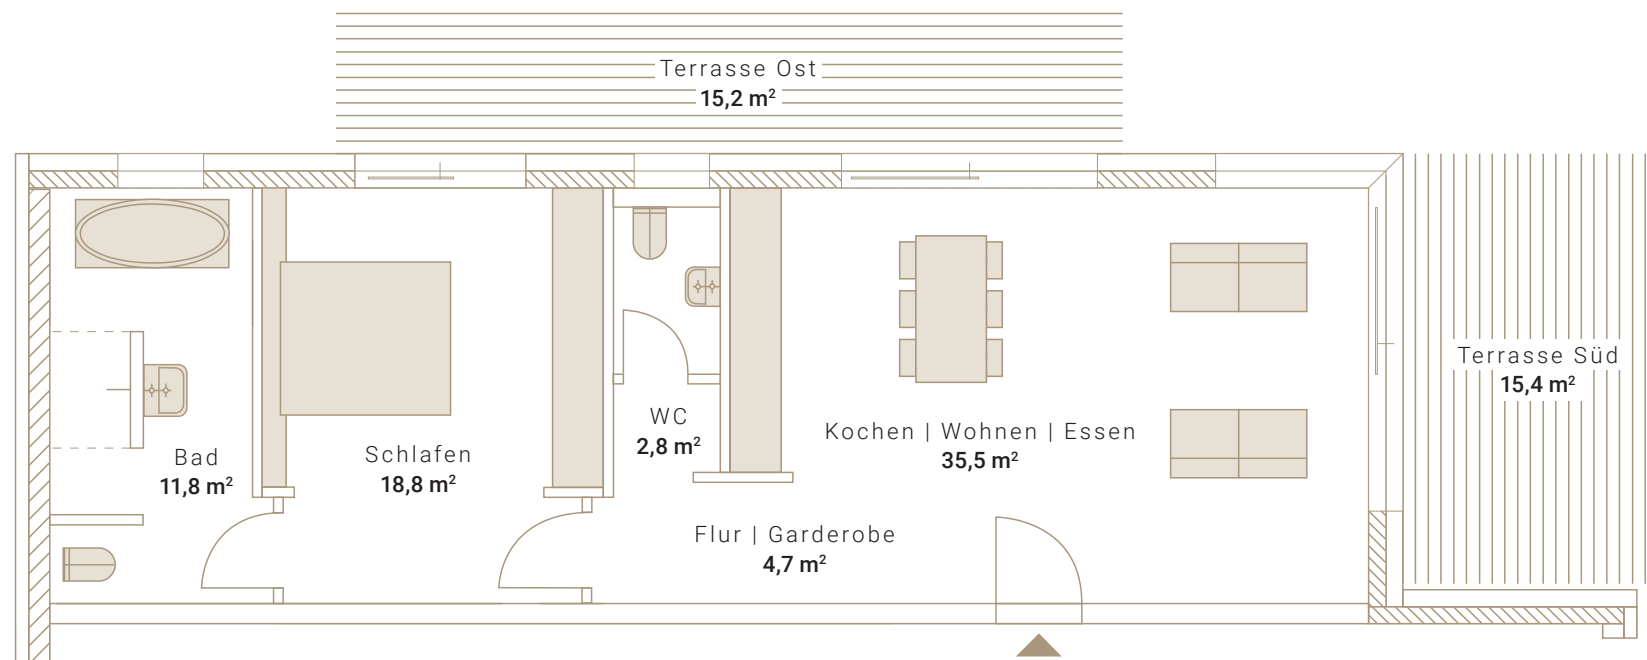 Terrasse Ost
15,2 m²
Terrasse Süd
15,4 m²
Kochen | Wohnen | Essen
35,5 m²
WC
2,8 m²
Schlafen
18,8 m²
Bad
11,8 m²
Flur | Garderobe
4,7 m²